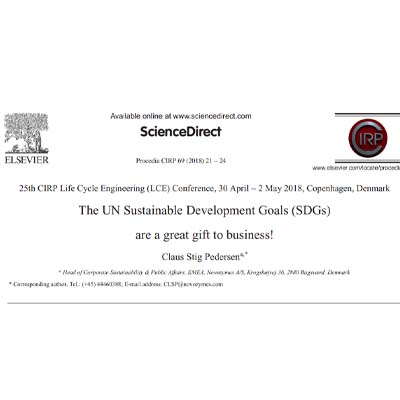 Available online at www.sciencedirect.com
ScienceDirect
CIRP
ELSEVIER
Procedia CIRP 69 (2018) 21 – 24
www.elsevier.com/locate/procedi
25th CIRP Life Cycle Engineering (LCE) Conference, 30 April – 2 May 2018, Copenhagen, Denmark
The UN Sustainable Development Goals (SDGs)
are a great gift to business!
Claus Stig Pedersenᵃ,*
ᵃ Head of Corporate Sustainability & Public Affairs, EMEA, Novozymes A/S, Krogshøjvej 36, 2880 Bagsværd, Denmark
* Corresponding author. Tel.: (+45) 44460388; E-mail address: CLSP@novozymes.com